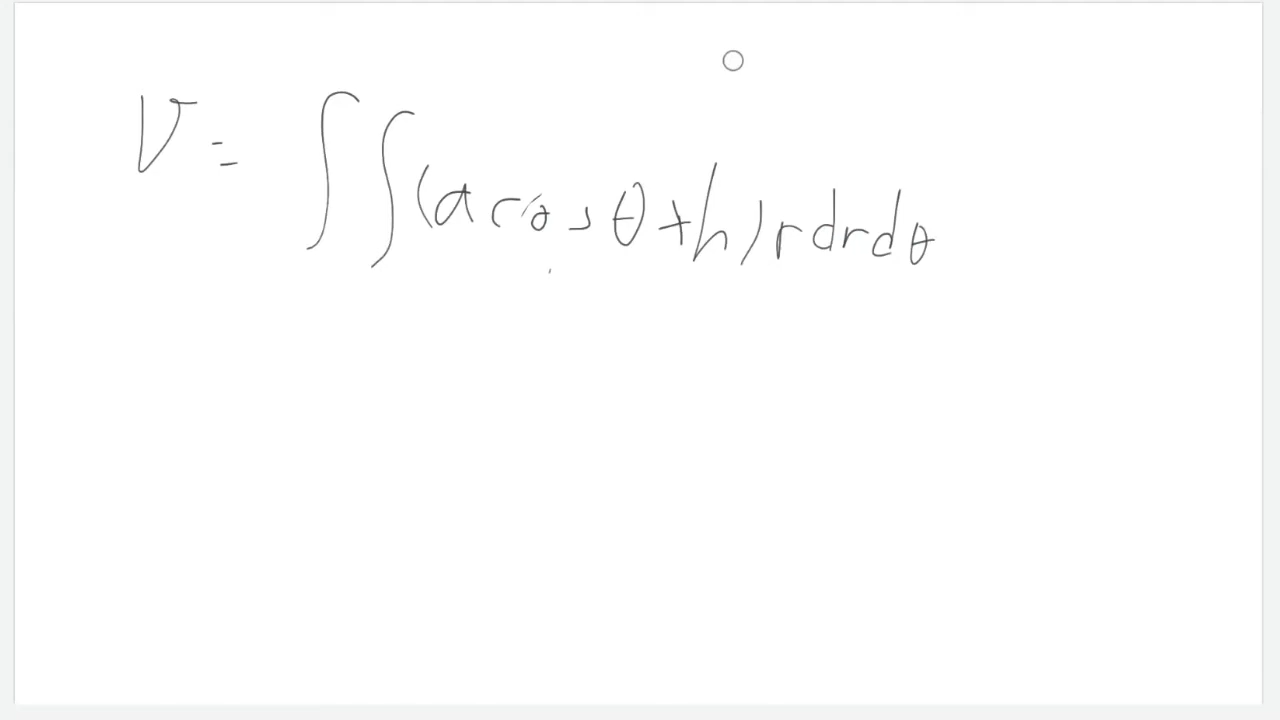 V = ∫∫(a cos θ + h) r dr dθ